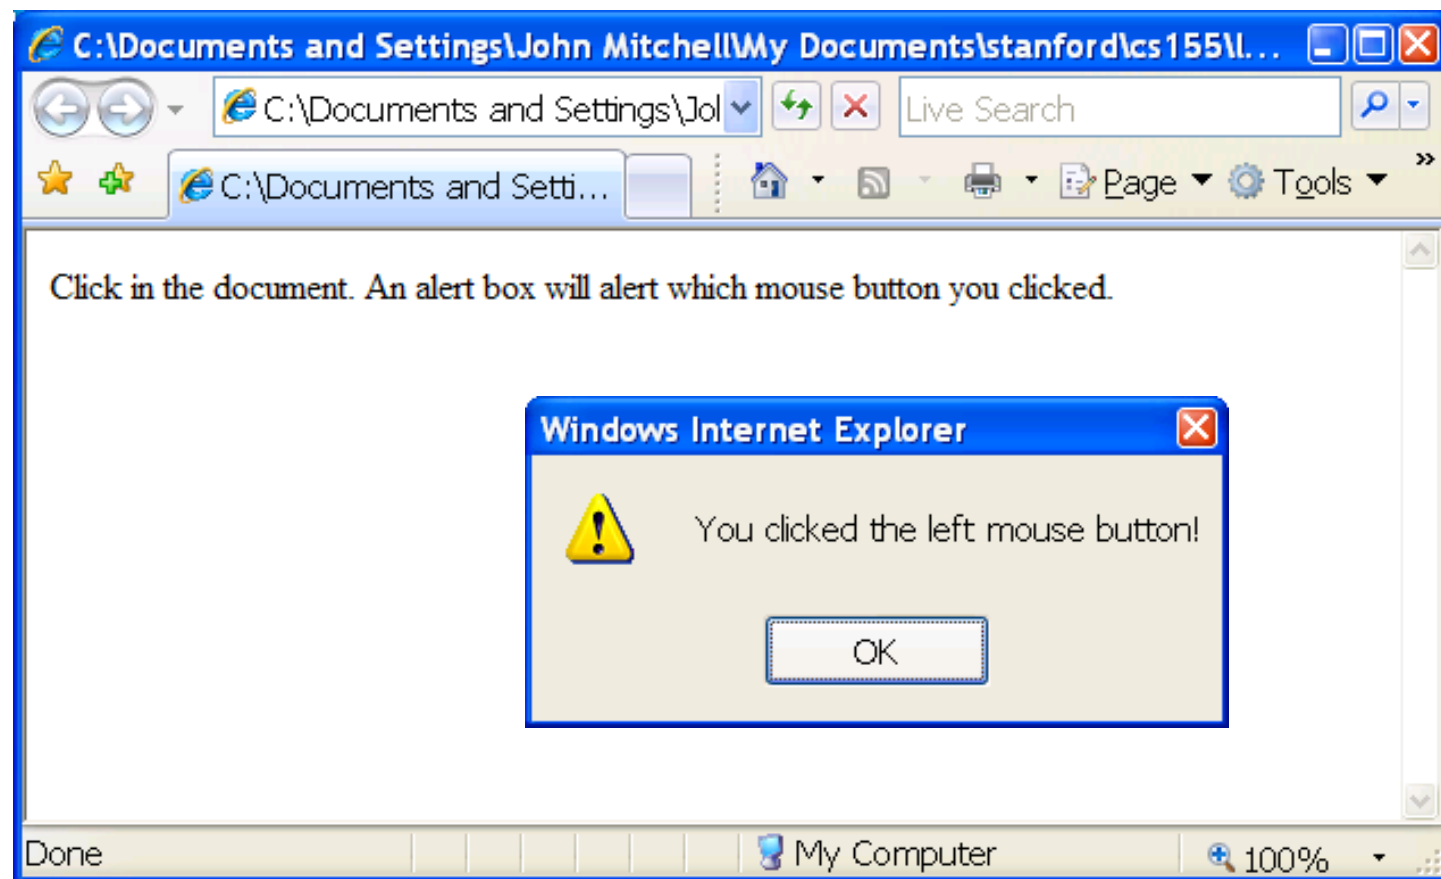 C:\Documents and Settings\John Mitchell\My Documents\stanford\cs155\l...
C:\Documents and Settings\Jol
Live Search
C:\Documents and Setti...
Page
Tools
»
Click in the document. An alert box will alert which mouse button you clicked.
Windows Internet Explorer
You clicked the left mouse button!
OK
Done
My Computer
100%